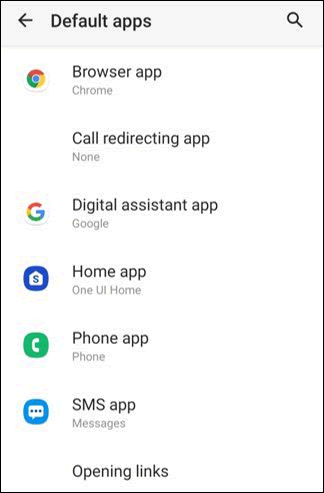 Default apps
Browser app
Chrome
Call redirecting app
None
Digital assistant app
Google
Home app
One UI Home
Phone app
Phone
SMS app
Messages
Opening links